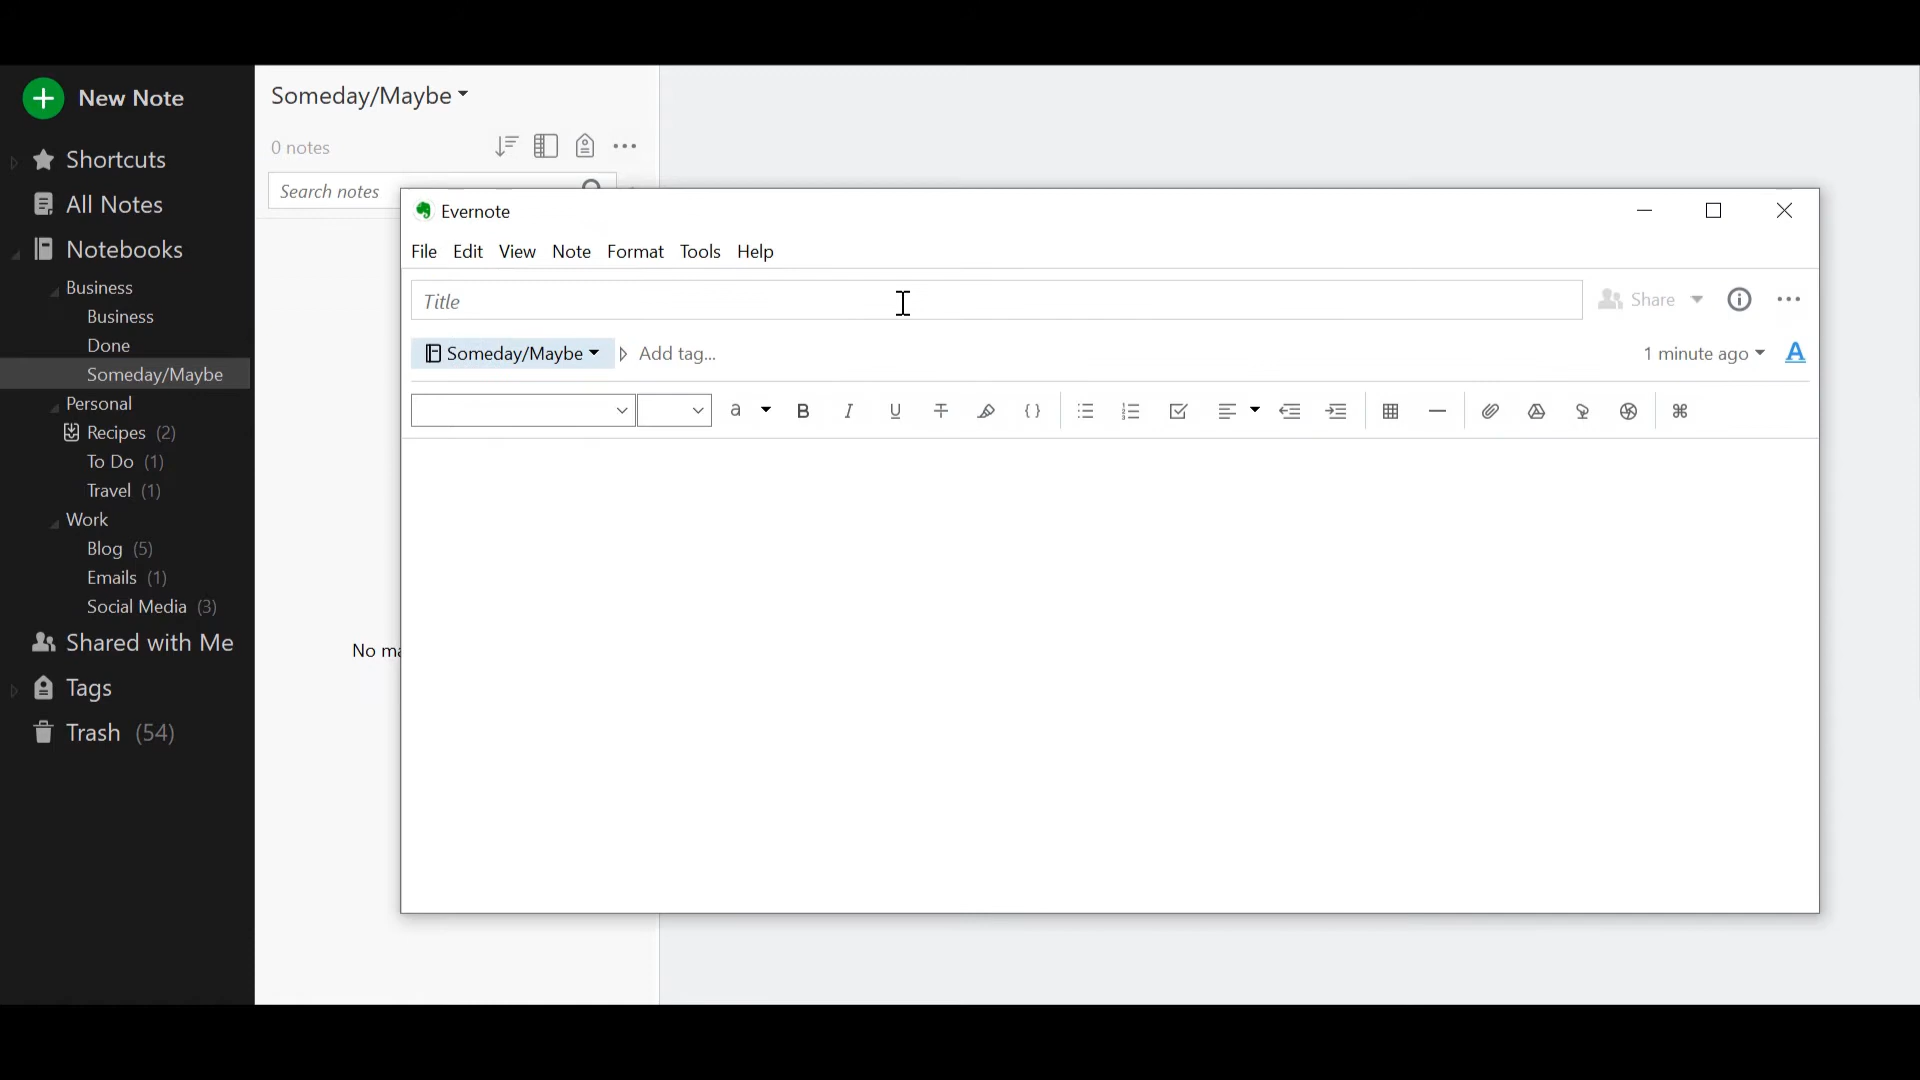 New Note
Shortcuts
All Notes
Notebooks
Business
Business
Done
Someday/Maybe
Personal
Recipes (2)
To Do (1)
Travel (1)
Work
Blog (5)
Emails (1)
Social Media (3)
Shared with Me
Tags
Trash (54)
Someday/Maybe
0 notes
Search notes
No
Evernote
File Edit View Note Format Tools Help
Title
Share
Someday/Maybe Add tag...
1 minute ago A
a B I U T { }